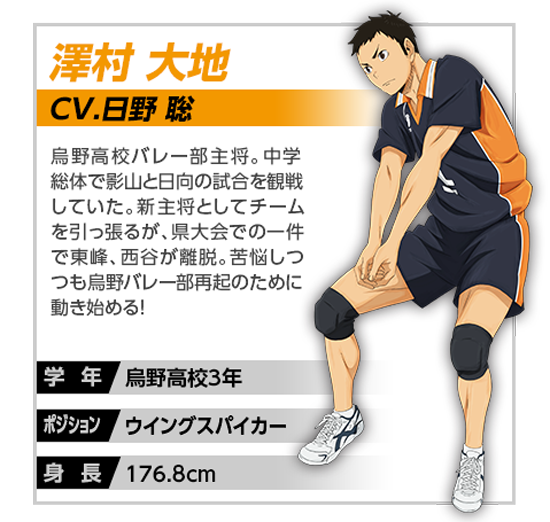 澤村 大地
CV.日野 聡
烏野高校バレー部主将。中学
総体で影山と日向の試合を観戦
していた。新主将としてチーム
を引っ張るが、県大会での一件
で東峰、西谷が離脱。苦悩しつ
つも烏野バレー部再起のために
動き始める!
学 年 烏野高校3年
ポジション ウイングスパイカー
身 長 176.8cm